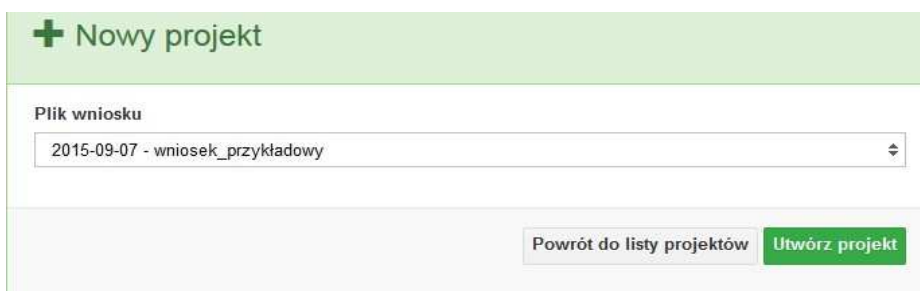 Nowy projekt
Plik wniosku
2015-09-07 - wniosek_przykładowy
Powrót do listy projektów Utwórz projekt